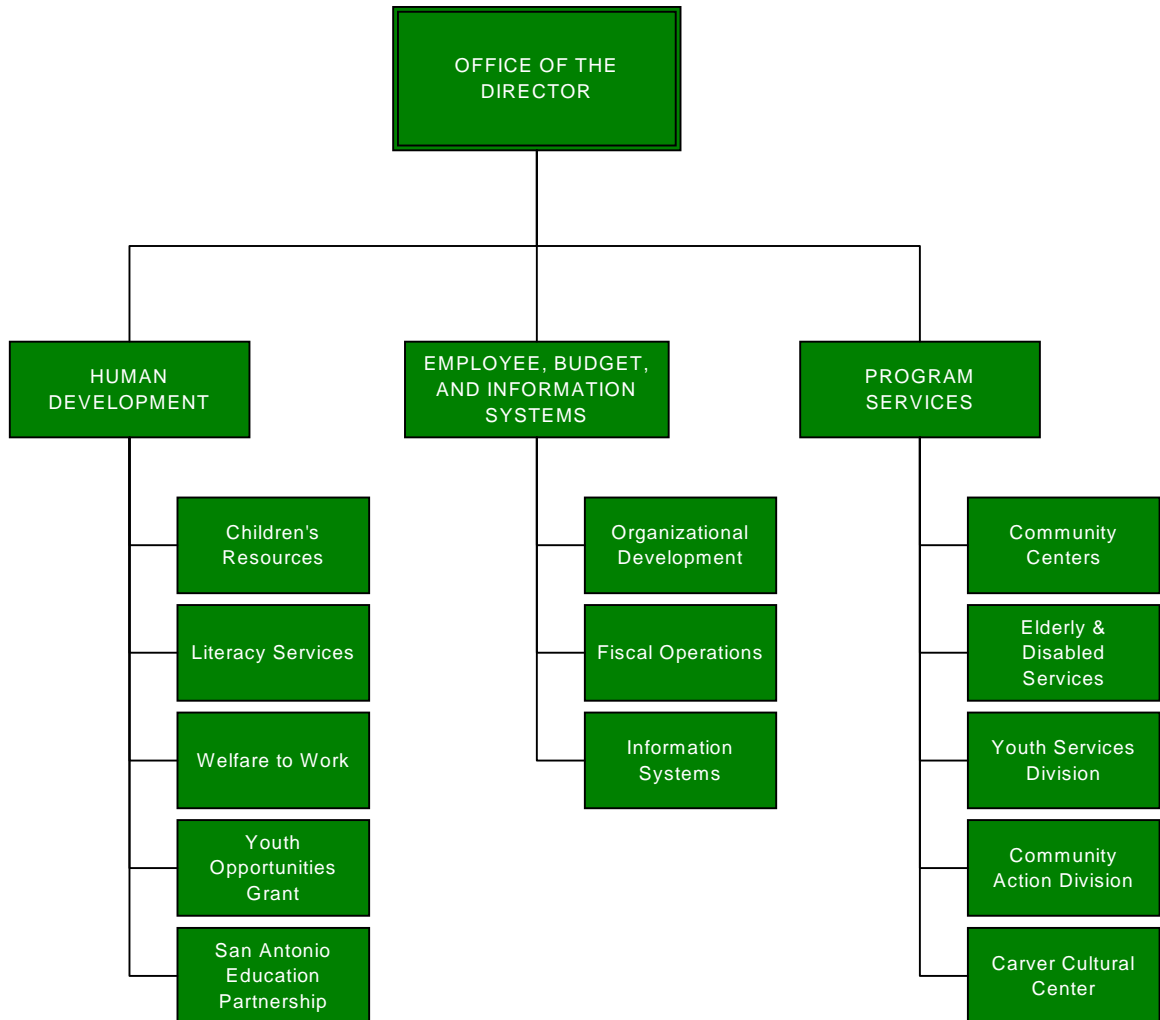 OFFICE OF THE
DIRECTOR
HUMAN
DEVELOPMENT
EMPLOYEE, BUDGET,
AND INFORMATION
SYSTEMS
PROGRAM
SERVICES
Children's
Resources
Literacy Services
Welfare to Work
Youth
Opportunities
Grant
San Antonio
Education
Partnership
Organizational
Development
Fiscal Operations
Information
Systems
Community
Centers
Elderly &
Disabled
Services
Youth Services
Division
Community
Action Division
Carver Cultural
Center